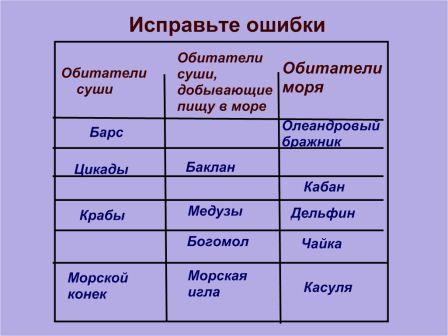 Исправьте ошибки
Обитатели
суши
Обитатели
суши,
добывающие
пищу в море
Обитатели
моря
Барс
Олеандровый
бражник
Цикады
Баклан
Кабан
Крабы
Медузы
Дельфин
Богомол
Чайка
Морской
конек
Морская
игла
Касуля